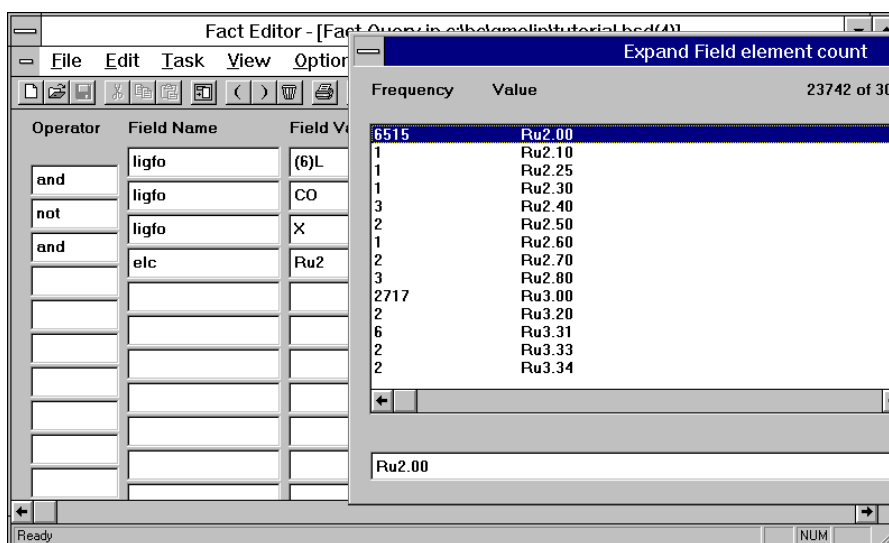 Fact Editor - [Fact Query in c:\bc\gmelin\tutorial.bsd(4)]
File Edit Task View Option
Expand Field element count
Operator Field Name Field Va
ligfo (6)L
and
ligfo CO
not
ligfo X
and
elc Ru2
Frequency Value 23742 of 30
6515 Ru2.00
1 Ru2.10
1 Ru2.25
1 Ru2.30
3 Ru2.40
2 Ru2.50
1 Ru2.60
2 Ru2.70
3 Ru2.80
2717 Ru3.00
2 Ru3.20
6 Ru3.31
2 Ru3.33
2 Ru3.34
Ru2.00
Ready NUM